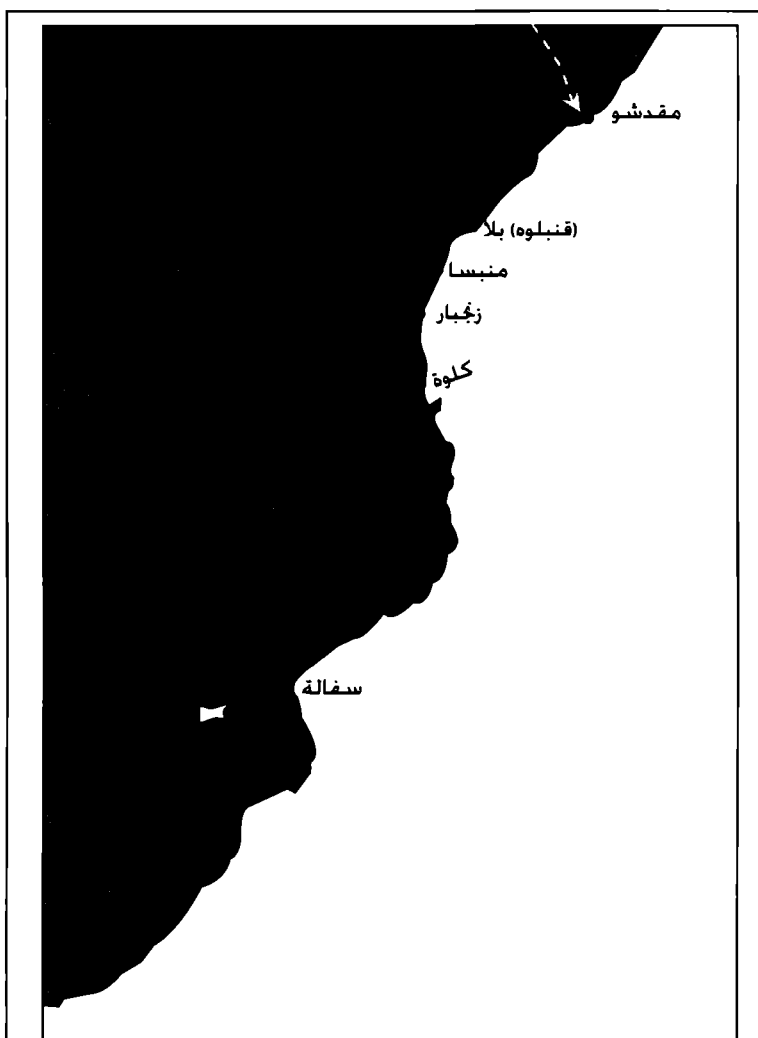 مقدشو
(قنبلوه) بلا
منبسا
زنجبار
كلوة
سفالة